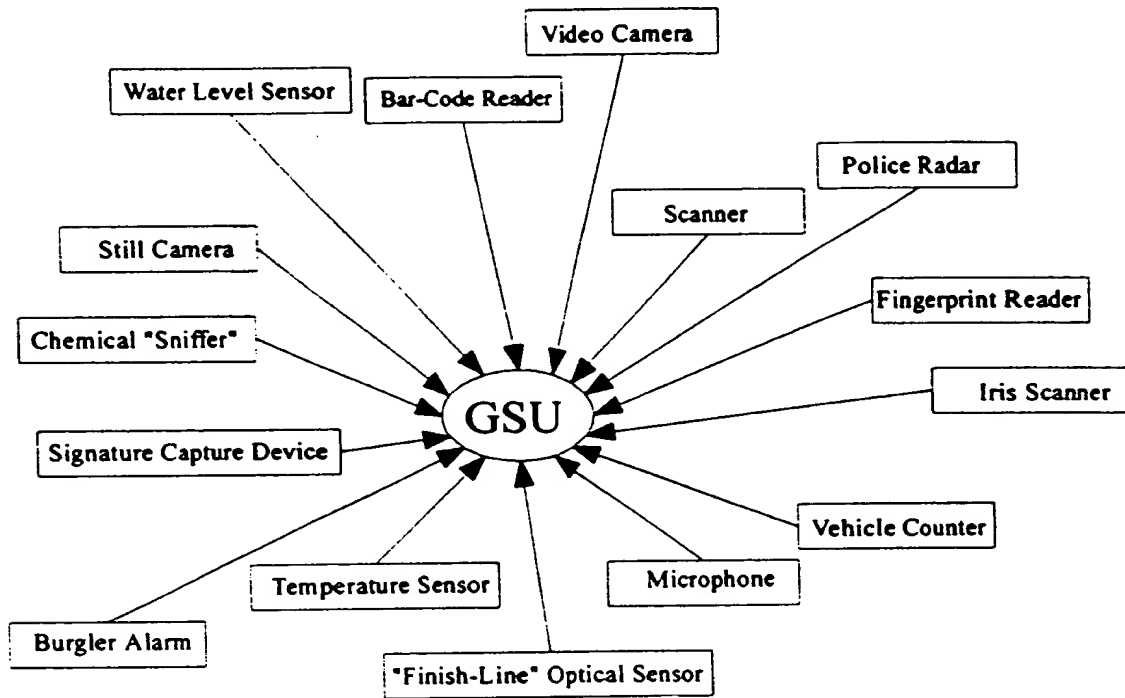 Video Camera
Water Level Sensor
Bar-Code Reader
Police Radar
Scanner
Still Camera
Fingerprint Reader
Chemical "Sniffer"
Iris Scanner
GSU
Signature Capture Device
Vehicle Counter
Temperature Sensor
Microphone
Burgler Alarm
"Finish-Line" Optical Sensor